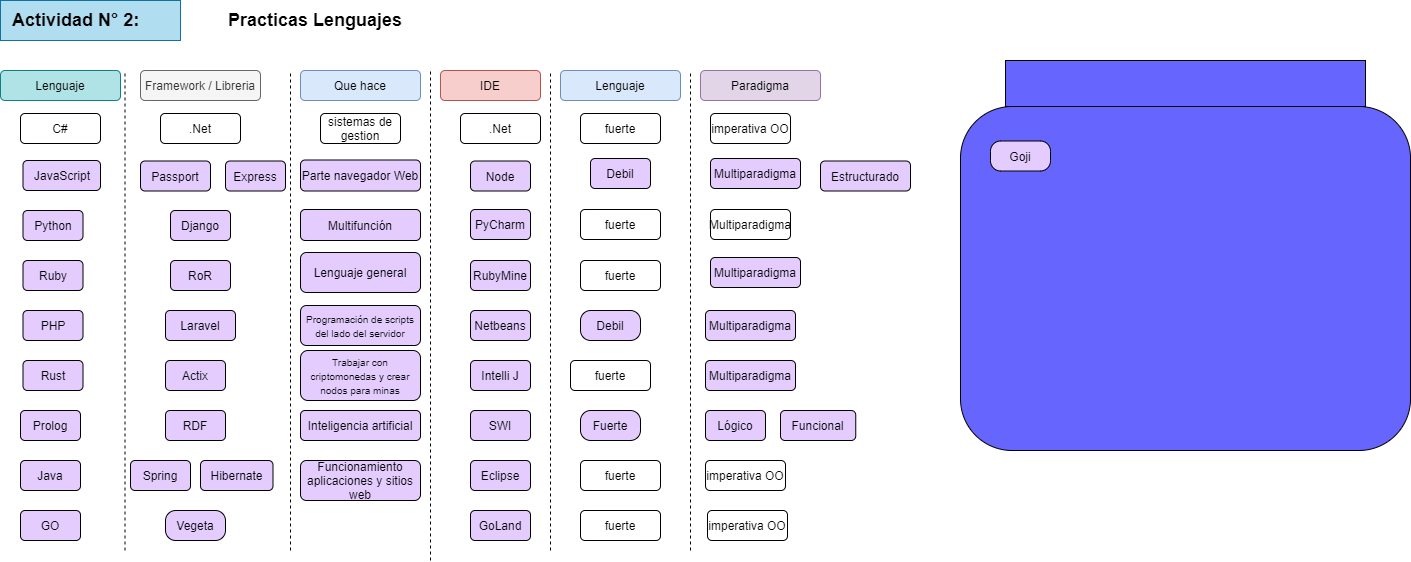 Actividad N° 2:
Practicas Lenguajes
Lenguaje
Framework / Libreria
Que hace
IDE
Lenguaje
Paradigma
C#
.Net
sistemas de
gestion
.Net
fuerte
imperativa OO
JavaScript
Passport
Express
Parte navegador Web
Node
Debil
Multiparadigma
Estructurado
Python
Django
Multifunción
PyCharm
fuerte
Multiparadigma
Ruby
RoR
Lenguaje general
RubyMine
fuerte
Multiparadigma
PHP
Laravel
Programación de scripts
del lado del servidor
Netbeans
Debil
Multiparadigma
Rust
Actix
Trabajar con
criptomonedas y crear
nodos para minas
Intelli J
fuerte
Multiparadigma
Prolog
RDF
Inteligencia artificial
SWI
Fuerte
Lógico
Funcional
Java
Spring
Hibernate
Funcionamiento
aplicaciones y sitios
web
Eclipse
fuerte
imperativa OO
GO
Vegeta
GoLand
fuerte
imperativa OO
Goji